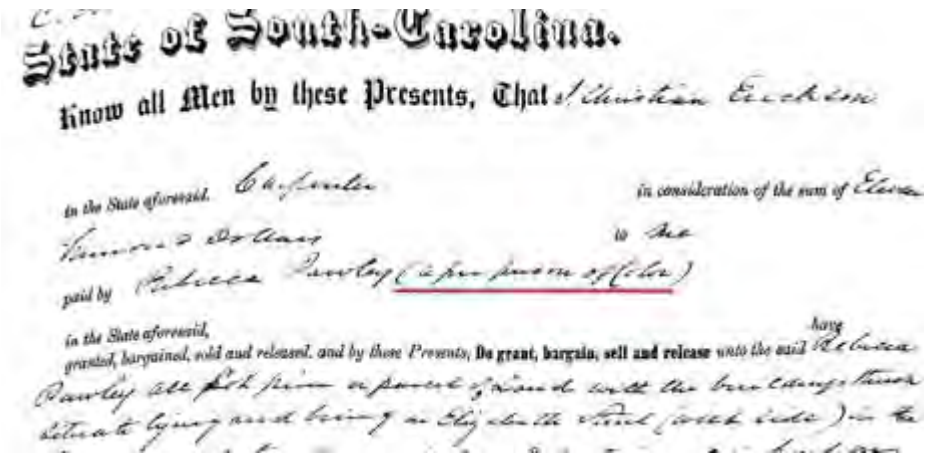 State of South-Carolina.
Know all Men by these Presents, That I Christian Erickson
in the State aforesaid, Carpenter in consideration of the sum of Eleven
Hundred Dollars to me
paid by Rebecca Pawley (a free person of Color)
in the State aforesaid, have
granted, bargained, sold and released, and by these Presents, Do grant, bargain, sell and release unto the said Rebecca
Pawley all that piece or parcel of Land with the buildings thereon
situate lying and being in Elizabeth Street (west side) in the